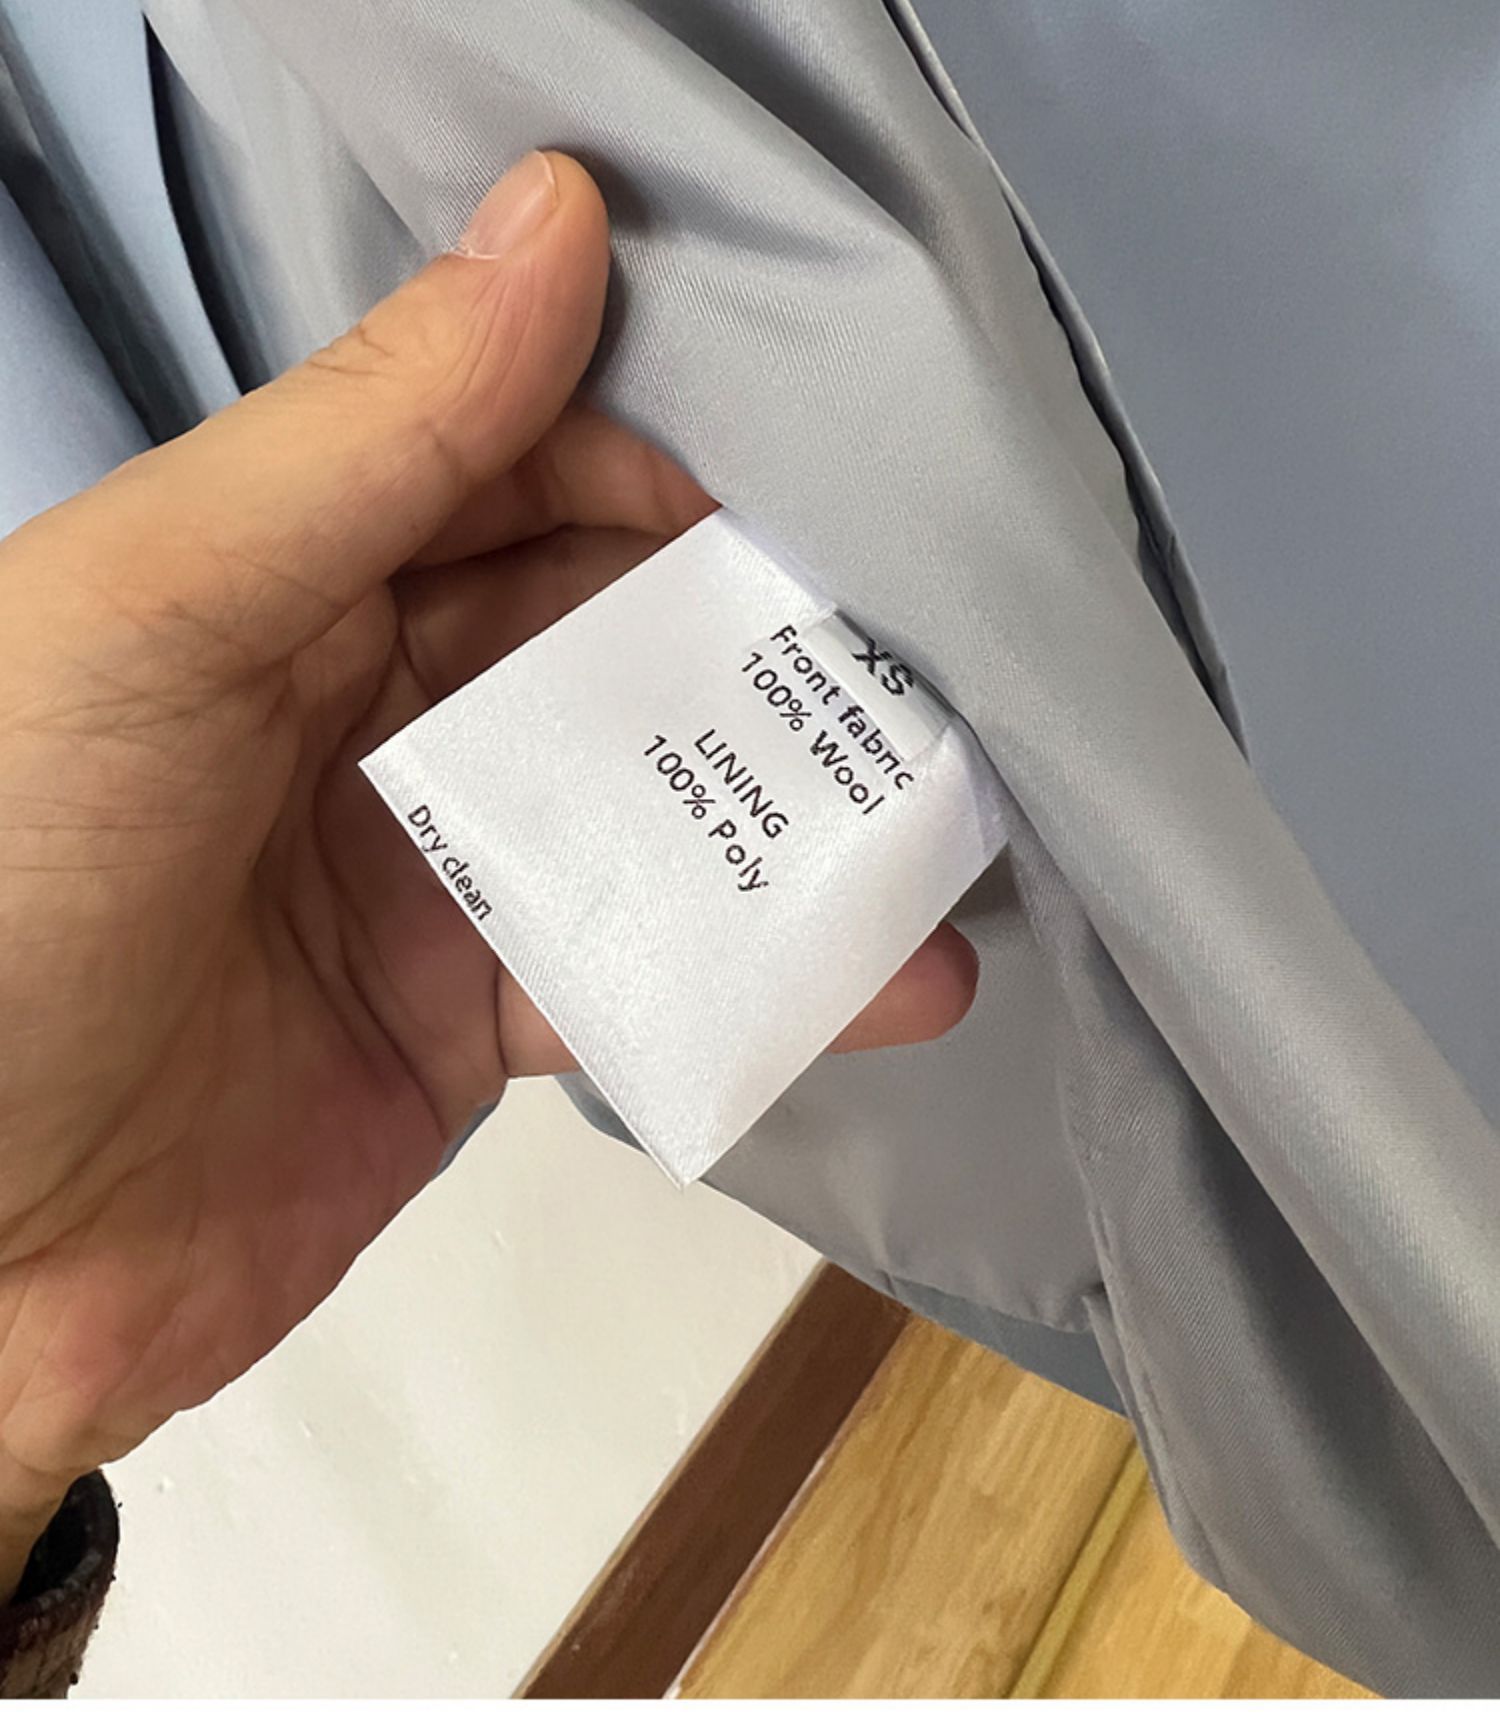 XS
Front fabric
100% Wool
LINING
100% Poly
Dry clean